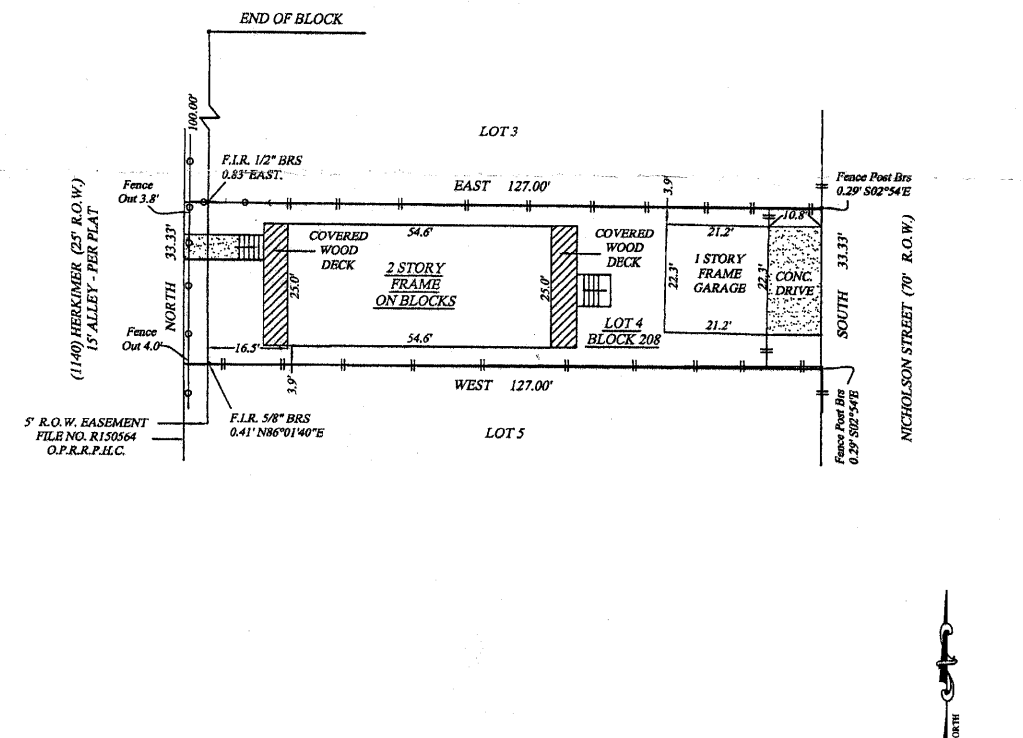 END OF BLOCK
100.00'
LOT 3
F.I.R. 1/2" BRS
0.83' EAST.
Fence
Out 3.8'
EAST 127.00'
3.9'
Fence Post Brs
0.29' S02°54'E
10.8'
(1140) HERKIMER (25' R.O.W.)
15' ALLEY - PER PLAT
NORTH 33.33'
COVERED
WOOD
DECK
54.6'
25.0'
2 STORY
FRAME
ON BLOCKS
54.6'
25.0'
COVERED
WOOD
DECK
21.2'
22.3'
1 STORY
FRAME
GARAGE
22.3'
21.2'
CONC.
DRIVE
SOUTH 33.33'
NICHOLSON STREET (70' R.O.W.)
LOT 4
BLOCK 208
Fence
Out 4.0'
16.5'
3.9'
WEST 127.00'
5' R.O.W. EASEMENT
FILE NO. R150564
O.P.R.R.P.H.C.
F.I.R. 5/8" BRS
0.41' N86°01'40"E
LOT 5
Fence Post Brs
0.29' S02°54'E
ORTH